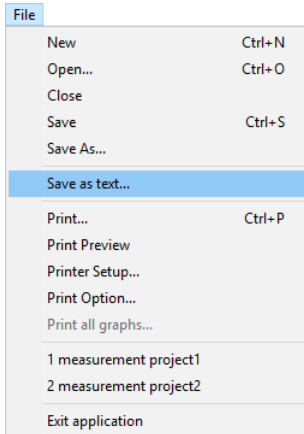 File
New Ctrl+N
Open... Ctrl+O
Close
Save Ctrl+S
Save As...
Save as text...
Print... Ctrl+P
Print Preview
Printer Setup...
Print Option...
Print all graphs...
1 measurement project1
2 measurement project2
Exit application